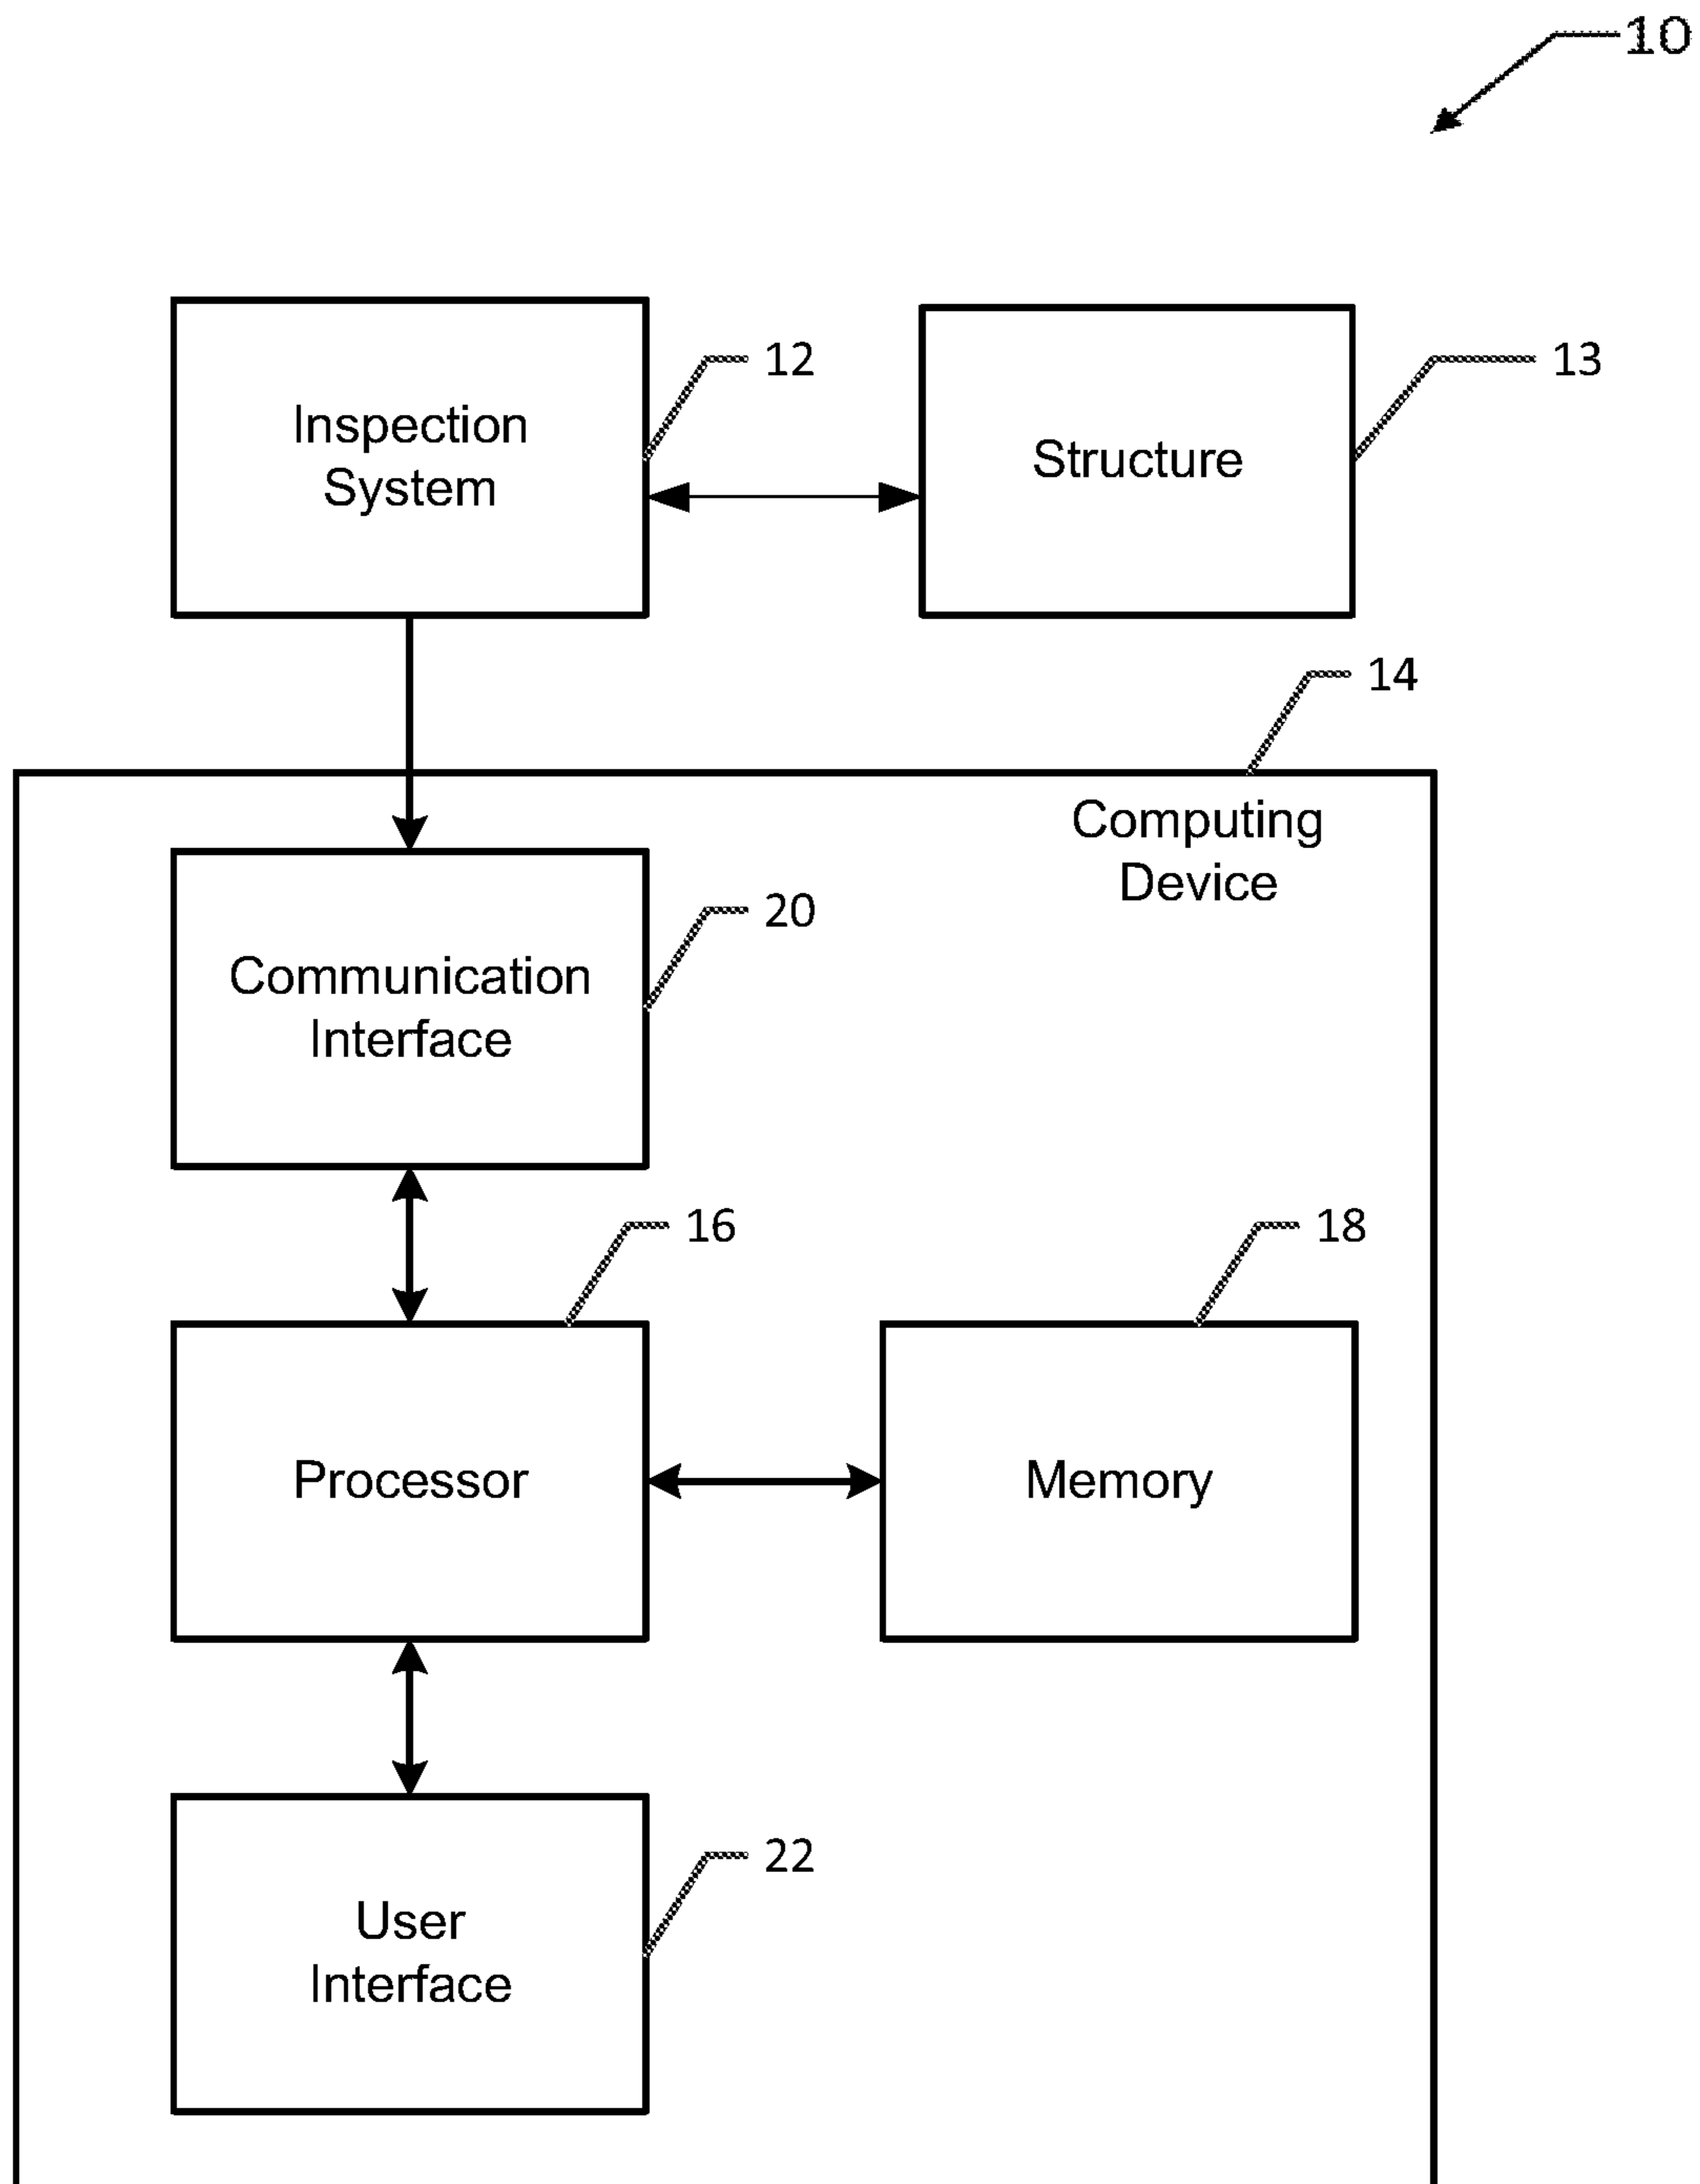 10
12
13
Inspection
System
Structure
14
Computing
Device
20
Communication
Interface
16
18
Processor
Memory
22
User
Interface